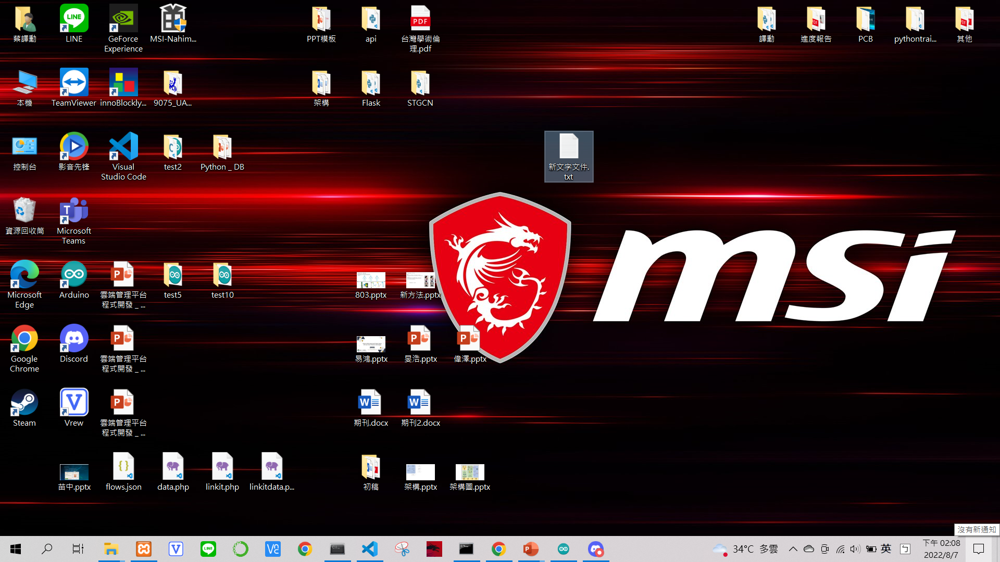 蔡譯勳
LINE
GeForce
Experience
MSI-Nahim...
PPT模板
api
PDF
台灣學術倫
理.pdf
譯勳
進度報告
PCB
pythontrai...
其他
本機
TeamViewer
innoBlockly...
9075_UA...
架構
Flask
STGCN
控制台
影音先锋
Visual
Studio Code
test2
Python _ DB
新文字文件.
txt
資源回收筒
Microsoft
Teams
msi
Microsoft
Edge
Arduino
雲端管理平台
程式開發 _ ...
test5
test10
803.pptx
新方法.pptx
Google
Chrome
Discord
雲端管理平台
程式開發 _ ...
易鴻.pptx
旻浩.pptx
偉澤.pptx
Steam
Vrew
雲端管理平台
程式開發 _ ...
期刊.docx
期刊2.docx
苗中.pptx
flows.json
data.php
linkit.php
linkitdata.p...
初稿
架構.pptx
架構圖.pptx
沒有新通知
34°C 多雲
英
ㄅ
下午 02:08
2022/8/7